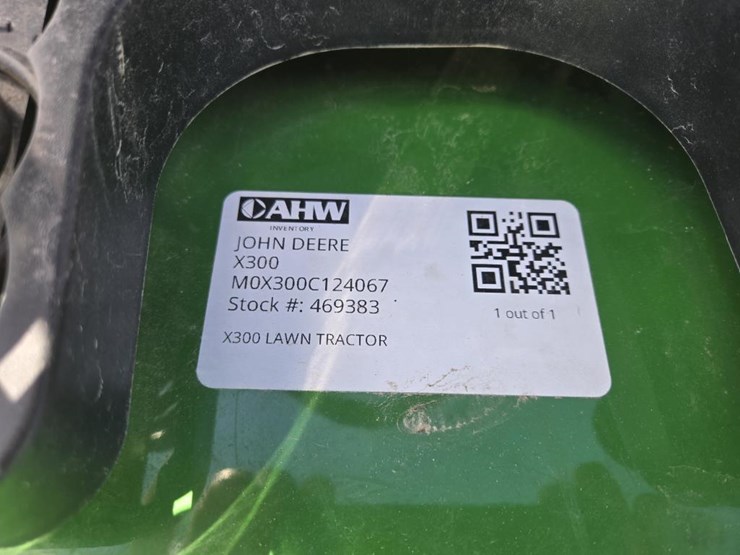 AHW
INVENTORY
JOHN DEERE
X300
M0X300C124067
Stock #: 469383
1 out of 1
X300 LAWN TRACTOR